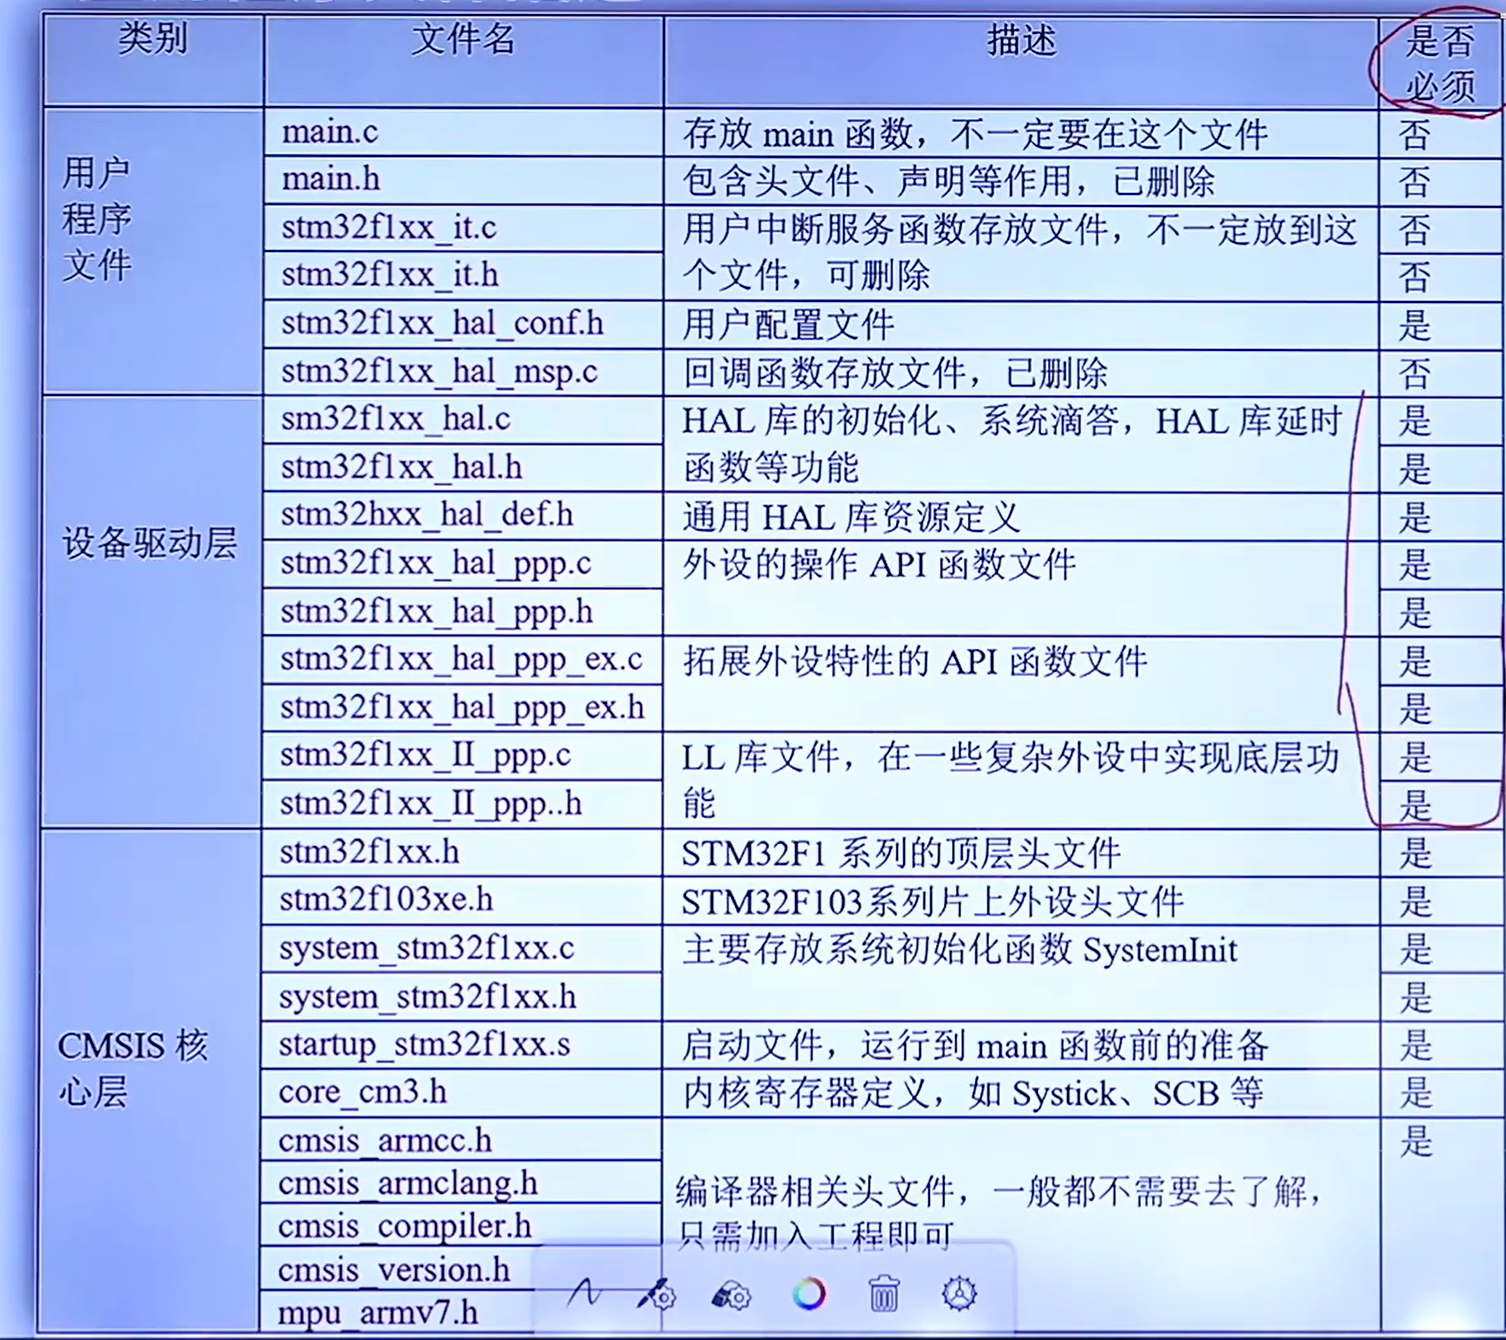 类别 文件名 描述 是否
必须
用户
程序
文件
main.c 存放 main 函数，不一定要在这个文件 否
main.h 包含头文件、声明等作用，已删除 否
stm32f1xx_it.c 用户中断服务函数存放文件，不一定放到这 否
stm32f1xx_it.h 个文件，可删除 否
stm32f1xx_hal_conf.h 用户配置文件 是
stm32f1xx_hal_msp.c 回调函数存放文件，已删除 否
设备驱动层
sm32f1xx_hal.c HAL 库的初始化、系统滴答，HAL 库延时 是
stm32f1xx_hal.h 函数等功能 是
stm32hxx_hal_def.h 通用 HAL 库资源定义 是
stm32f1xx_hal_ppp.c 外设的操作 API 函数文件 是
stm32f1xx_hal_ppp.h 是
stm32f1xx_hal_ppp_ex.c 拓展外设特性的 API 函数文件 是
stm32f1xx_hal_ppp_ex.h 是
stm32f1xx_II_ppp.c LL 库文件，在一些复杂外设中实现底层功 是
stm32f1xx_II_ppp..h 能 是
CMSIS 核
心层
stm32f1xx.h STM32F1 系列的顶层头文件 是
stm32f103xe.h STM32F103系列片上外设头文件 是
system_stm32f1xx.c 主要存放系统初始化函数 SystemInit 是
system_stm32f1xx.h 是
startup_stm32f1xx.s 启动文件，运行到 main 函数前的准备 是
core_cm3.h 内核寄存器定义，如 Systick、SCB 等 是
cmsis_armcc.h 是
cmsis_armclang.h 编译器相关头文件，一般都不需要去了解，
cmsis_compiler.h 只需加入工程即可
cmsis_version.h
mpu_armv7.h